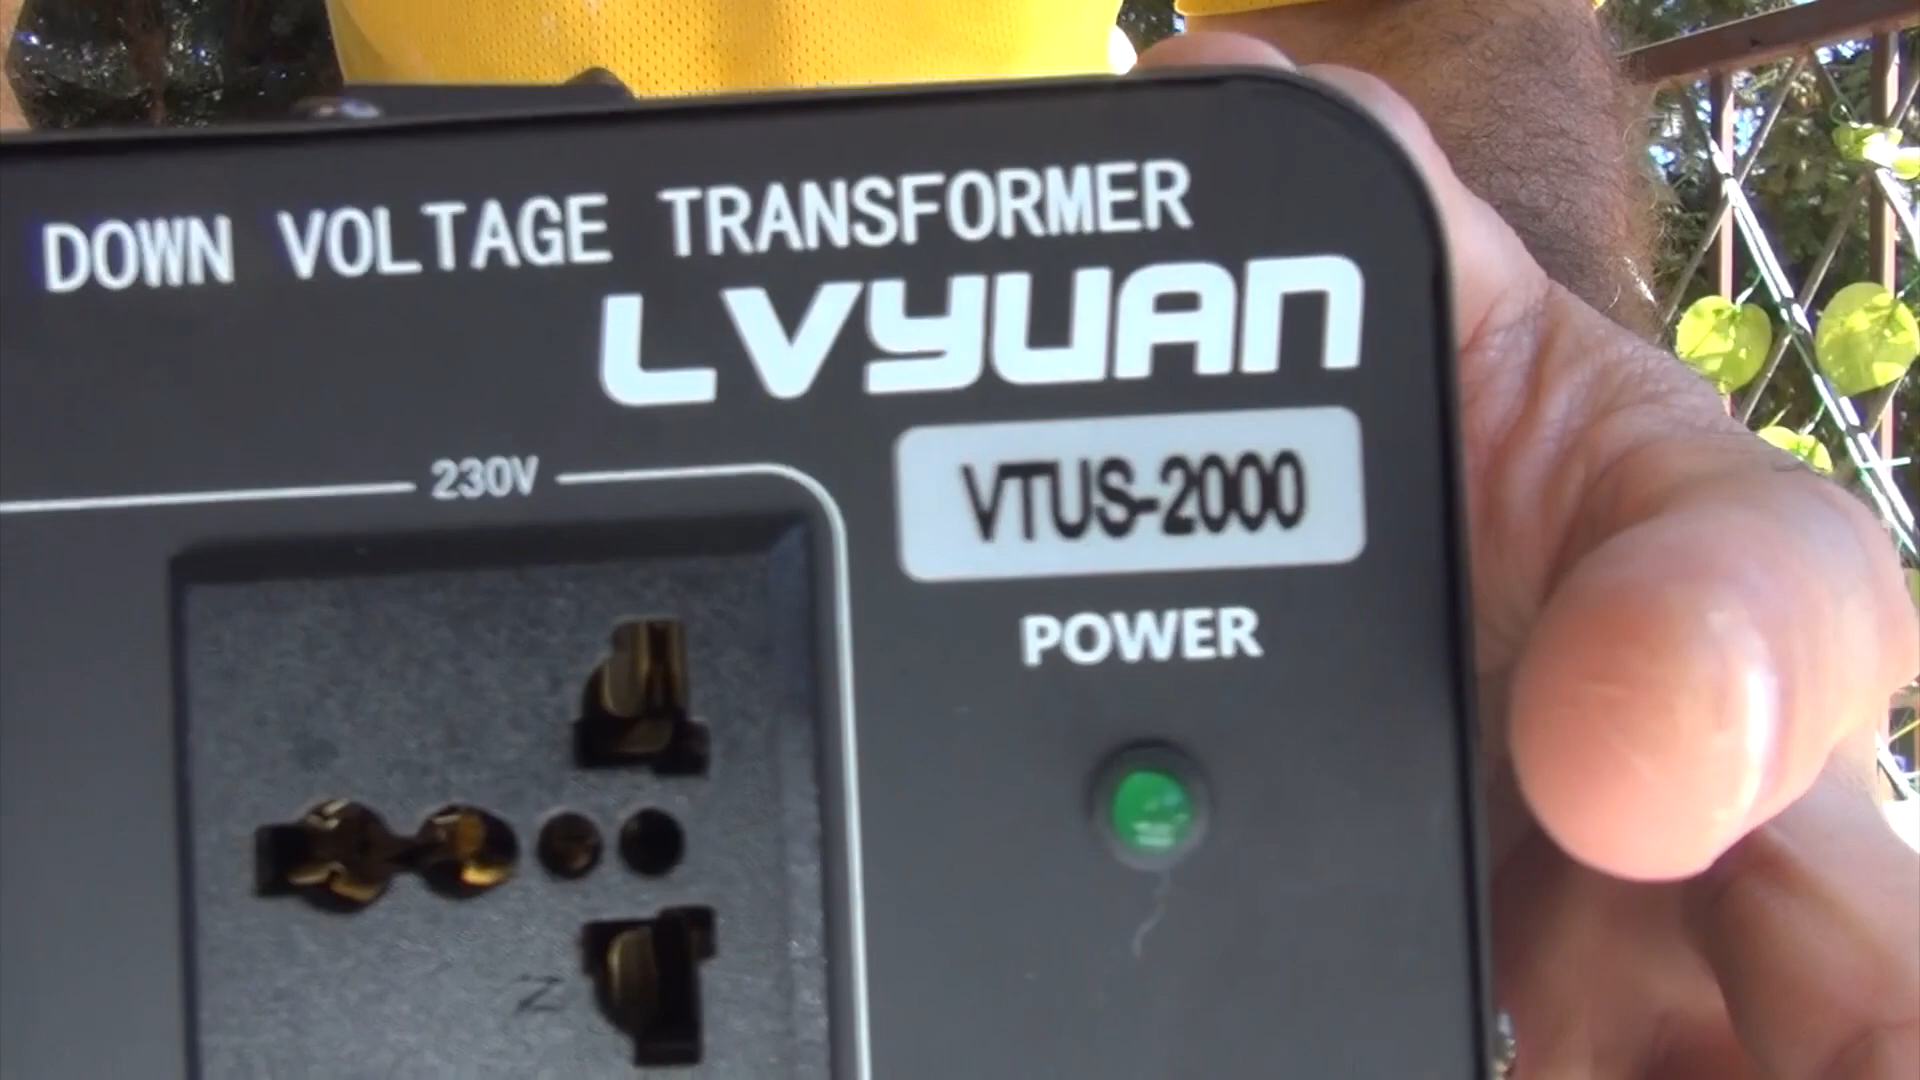 DOWN VOLTAGE TRANSFORMER
LVYUAN
230V
VTUS-2000
POWER
N